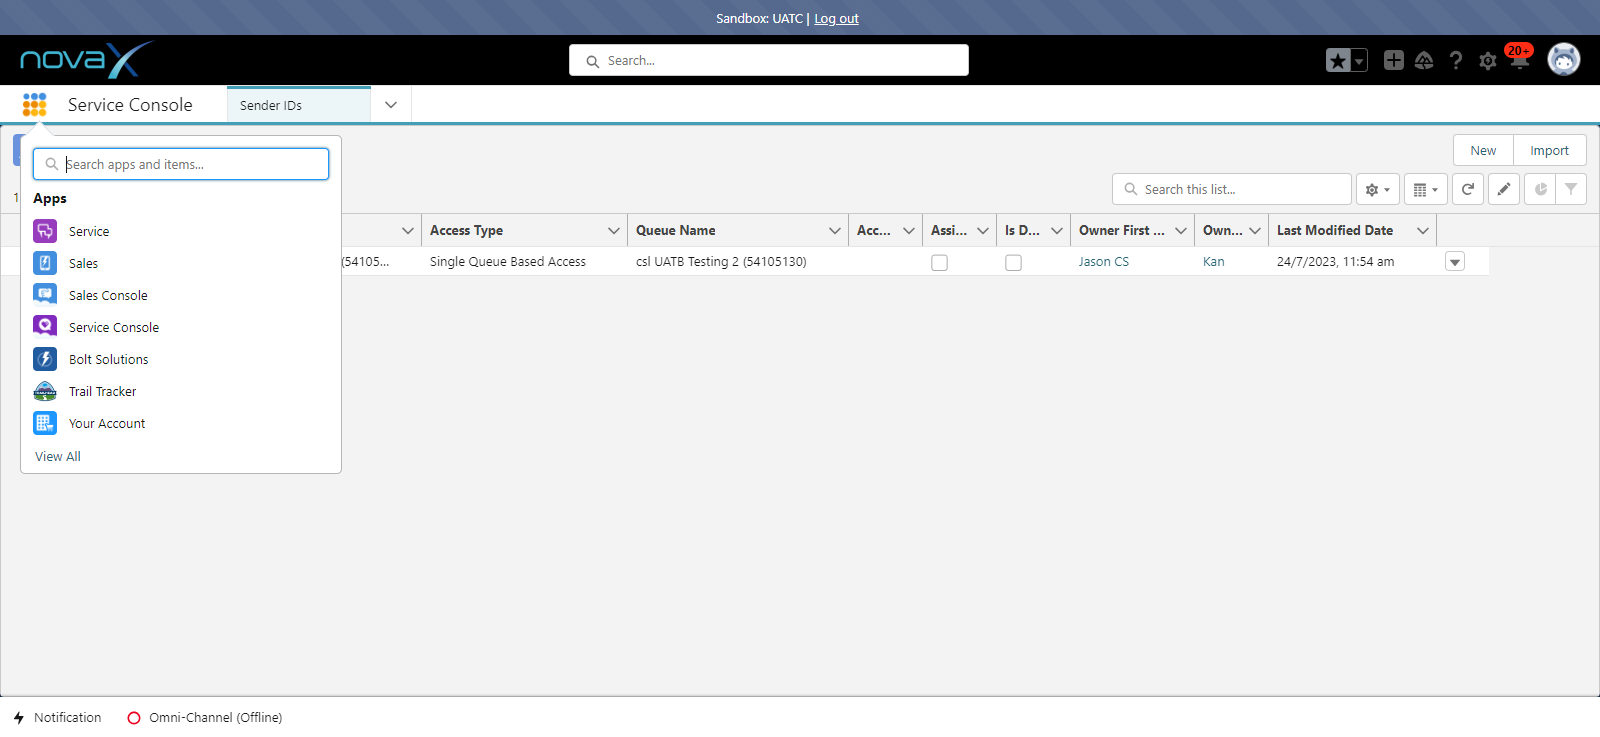 Sandbox: UATC | Log out
novaX
Search...
20+
Service Console
Sender IDs
Search apps and items...
New
Import
Apps
1
Search this list...
Service
Access Type
Queue Name
Acc...
Assi...
Is D...
Owner First ...
Own...
Last Modified Date
Sales
(54105...
Single Queue Based Access
csl UATB Testing 2 (54105130)
Jason CS
Kan
24/7/2023, 11:54 am
Sales Console
Service Console
Bolt Solutions
Trail Tracker
Your Account
View All
Notification
Omni-Channel (Offline)